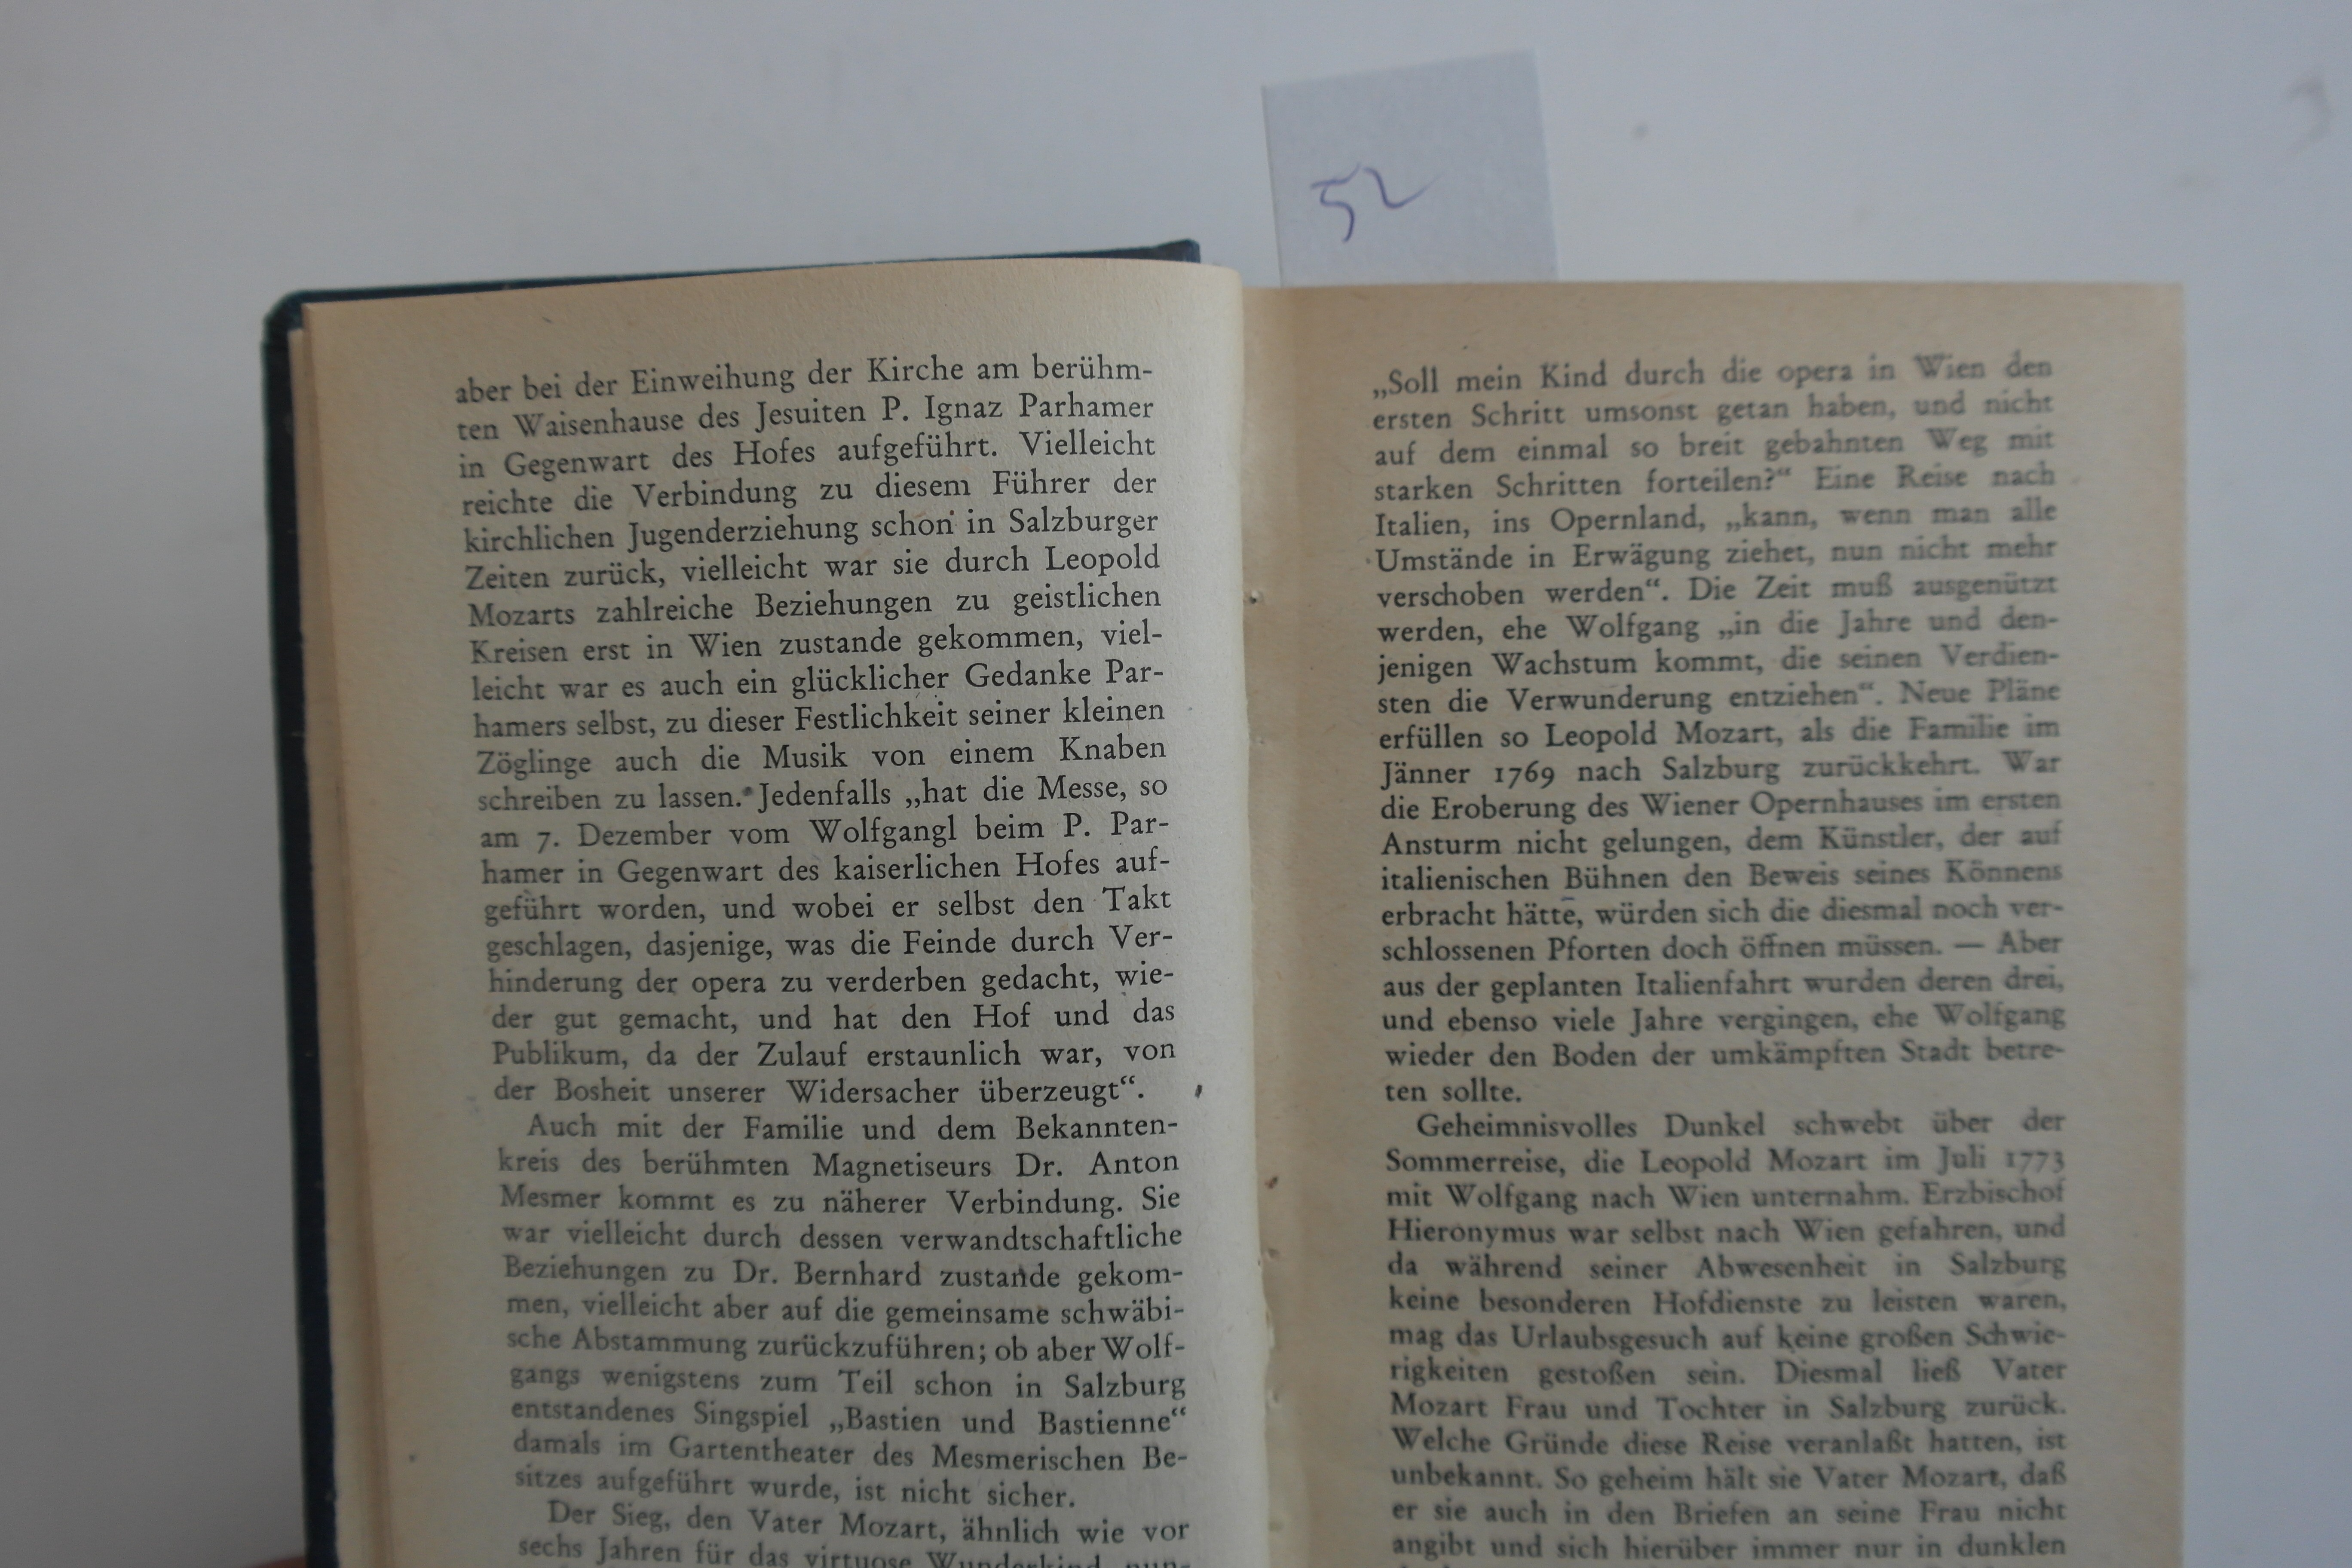 52
aber bei der Einweihung der Kirche am berühm-
ten Waisenhause des Jesuiten P. Ignaz Parhamer
in Gegenwart des Hofes aufgeführt. Vielleicht
reichte die Verbindung zu diesem Führer der
kirchlichen Jugenderziehung schon in Salzburger
Zeiten zurück, vielleicht war sie durch Leopold
Mozarts zahlreiche Beziehungen zu geistlichen
Kreisen erst in Wien zustande gekommen, viel-
leicht war es auch ein glücklicher Gedanke Par-
hamers selbst, zu dieser Festlichkeit seiner kleinen
Zöglinge auch die Musik von einem Knaben
schreiben zu lassen. Jedenfalls „hat die Messe, so
am 7. Dezember vom Wolfgangl beim P. Par-
hamer in Gegenwart des kaiserlichen Hofes auf-
geführt worden, und wobei er selbst den Takt
geschlagen, dasjenige, was die Feinde durch Ver-
hinderung der opera zu verderben gedacht, wie-
der gut gemacht, und hat den Hof und das
Publikum, da der Zulauf erstaunlich war, von
der Bosheit unserer Widersacher überzeugt“.
Auch mit der Familie und dem Bekannten-
kreis des berühmten Magnetiseurs Dr. Anton
Mesmer kommt es zu näherer Verbindung. Sie
war vielleicht durch dessen verwandtschaftliche
Beziehungen zu Dr. Bernhard zustande gekom-
men, vielleicht aber auf die gemeinsame schwäbi-
sche Abstammung zurückzuführen; ob aber Wolf-
gangs wenigstens zum Teil schon in Salzburg
entstandenes Singspiel „Bastien und Bastienne“
damals im Gartentheater des Mesmerischen Be-
sitzes aufgeführt wurde, ist nicht sicher.
Der Sieg, den Vater Mozart, ähnlich wie vor
sechs Jahren für das virtuose Wunderkind, nun-
„Soll mein Kind durch die opera in Wien den
ersten Schritt umsonst getan haben, und nicht
auf dem einmal so breit gebahnten Weg mit
starken Schritten forteilen?“ Eine Reise nach
Italien, ins Opernland, „kann, wenn man alle
Umstände in Erwägung ziehet, nun nicht mehr
verschoben werden“. Die Zeit muß ausgenützt
werden, ehe Wolfgang „in die Jahre und den-
jenigen Wachstum kommt, die seinen Verdien-
sten die Verwunderung entziehen“. Neue Pläne
erfüllen so Leopold Mozart, als die Familie im
Jänner 1769 nach Salzburg zurückkehrt. War
die Eroberung des Wiener Opernhauses im ersten
Ansturm nicht gelungen, dem Künstler, der auf
italienischen Bühnen den Beweis seines Könnens
erbracht hätte, würden sich die diesmal noch ver-
schlossenen Pforten doch öffnen müssen. — Aber
aus der geplanten Italienfahrt wurden deren drei,
und ebenso viele Jahre vergingen, ehe Wolfgang
wieder den Boden der umkämpften Stadt betre-
ten sollte.
Geheimnisvolles Dunkel schwebt über der
Sommerreise, die Leopold Mozart im Juli 1773
mit Wolfgang nach Wien unternahm. Erzbischof
Hieronymus war selbst nach Wien gefahren, und
da während seiner Abwesenheit in Salzburg
keine besonderen Hofdienste zu leisten waren,
mag das Urlaubsgesuch auf keine großen Schwie-
rigkeiten gestoßen sein. Diesmal ließ Vater
Mozart Frau und Tochter in Salzburg zurück.
Welche Gründe diese Reise veranlaßt hatten, ist
unbekannt. So geheim hält sie Vater Mozart, daß
er sie auch in den Briefen an seine Frau nicht
angibt und sich hierüber immer nur in dunklen